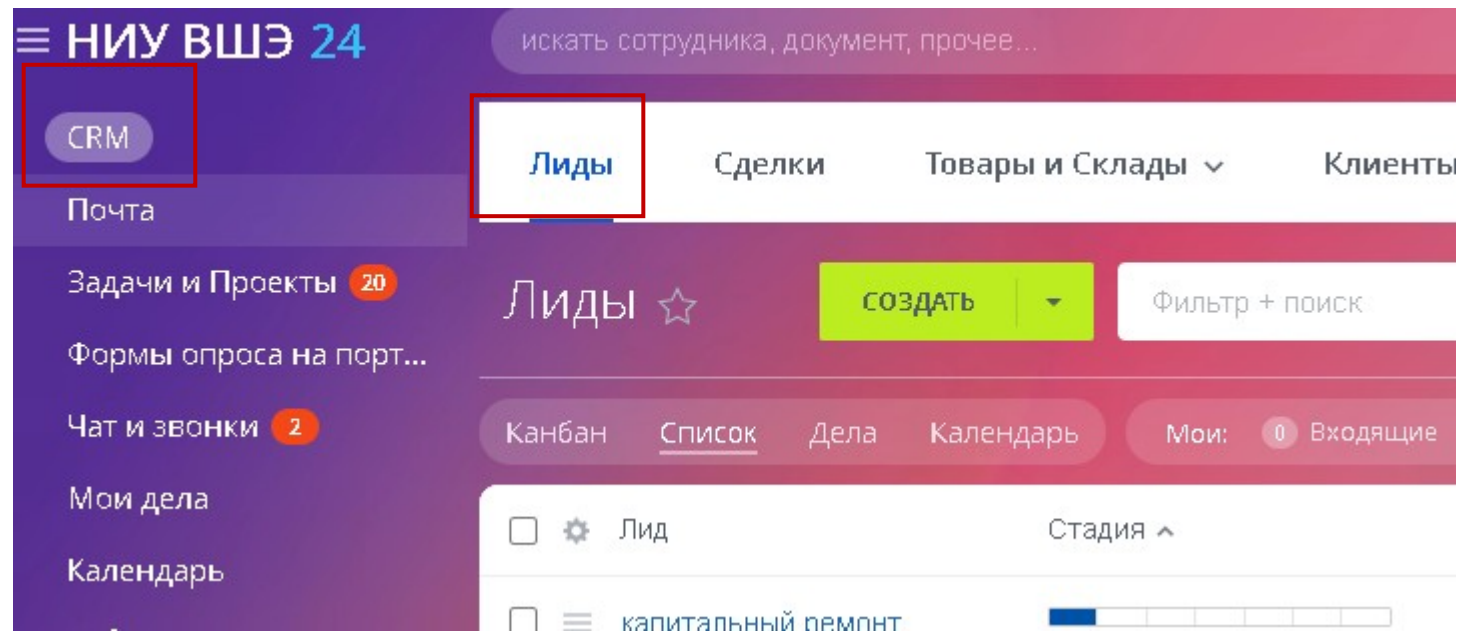 НИУ ВШЭ 24
искать сотрудника, документ, прочее...
CRM
Почта
Задачи и Проекты 20
Формы опроса на порт...
Чат и звонки 2
Мои дела
Календарь
Лиды Сделки Товары и Склады Клиенты
Лиды СОЗДАТЬ Фильтр + поиск
Канбан Список Дела Календарь Мои: 0 Входящие
Лид Стадия
капитальный ремонт